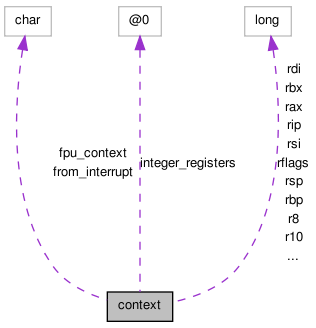 char
@0
long
rdi
rbx
rax
rip
rsi
rflags
rsp
rbp
r8
r10
...
fpu_context
from_interrupt
integer_registers
context